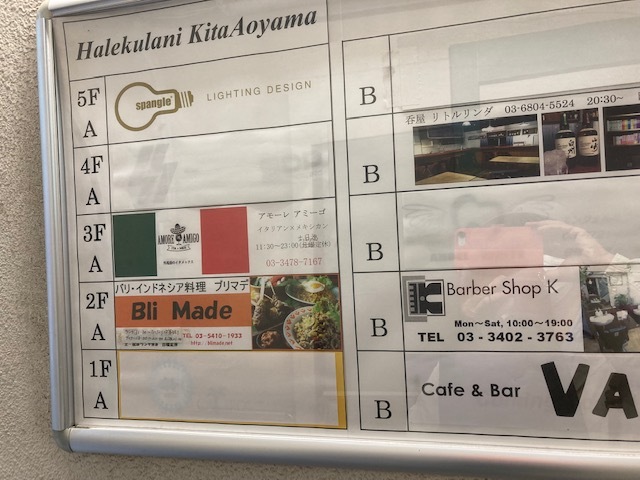 Halekulani KitaAoyama
5F
A
spangle
LIGHTING DESIGN
B
4F
A
B
呑屋 リトルリンダ 03-6804-5524 20:30~
3F
A
AMORE AMIGO
アモーレ アミーゴ
イタリアン×メキシカン
11:30~23:00
03-3478-7167
B
2F
A
バリ・インドネシア料理 ブリマデ
Bli Made
TEL 03-5410-1933
http://blimade.net
B
Barber Shop K
Mon~Sat, 10:00~19:00
TEL 03-3402-3763
1F
A
B
Cafe & Bar VA